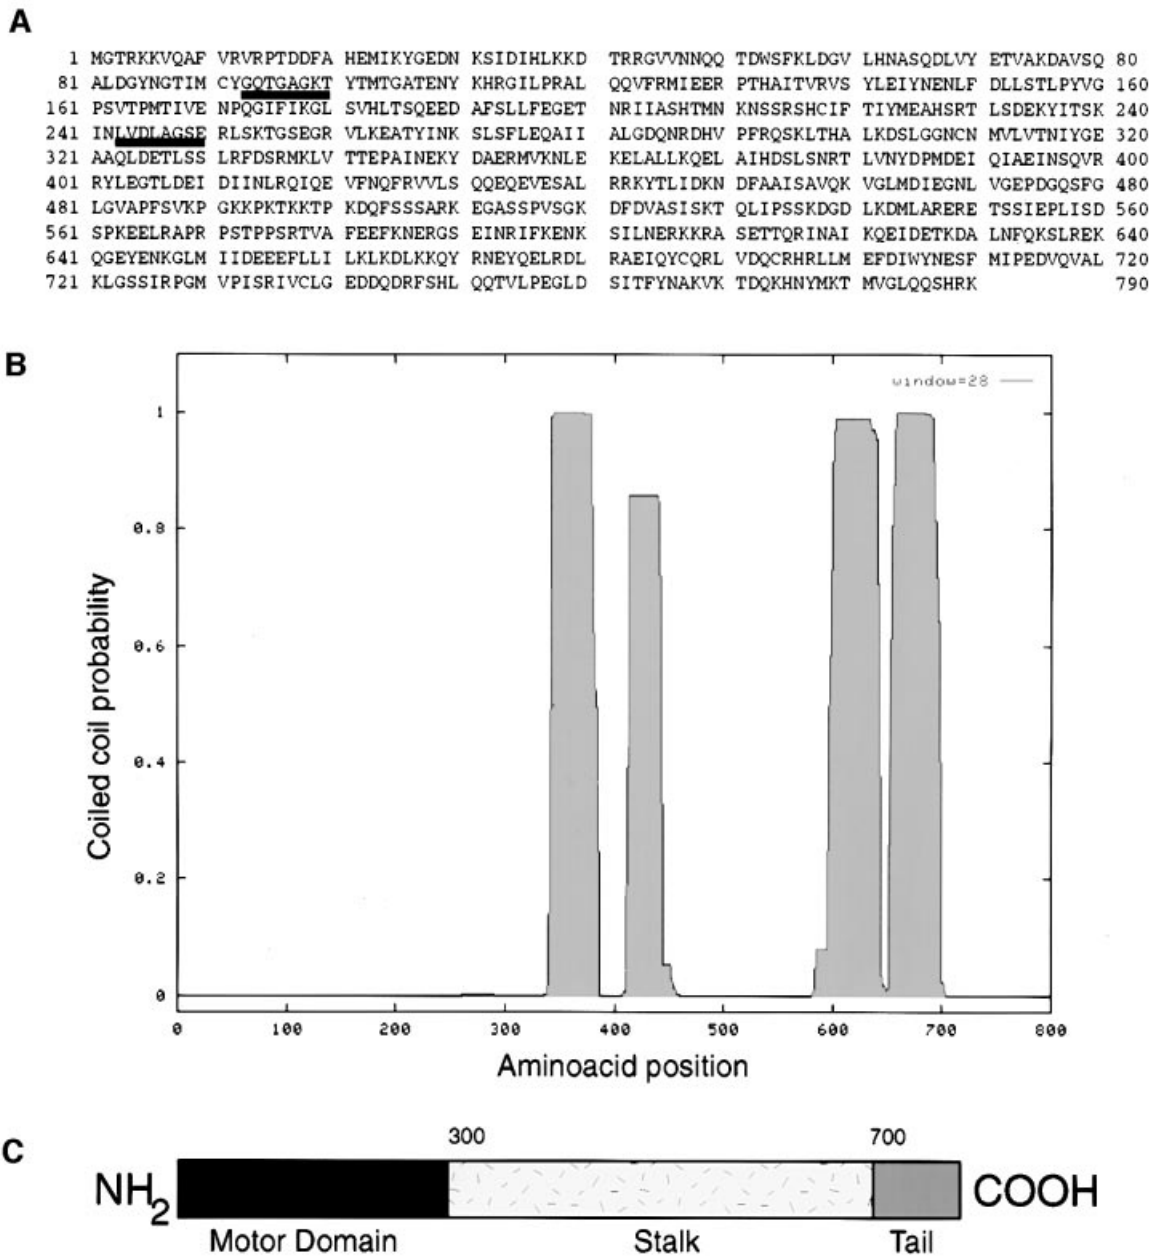 A
1 MGTRKKVQAF VRVRPTDDFA HEMIKYGEDN KSIDIHLKKD TRRGVVNNQQ TDWSFKLDGV LHNASQDLVY ETVAKDAVSQ 80
81 ALDGYNGTIM CYGQTGAGKT YTMTGATENY KHRGILPRAL QQVFRMIEER PTHAITVRVS YLEIYNENLF DLLSTLPYVG 160
161 PSVTPMTIVE NPQGIFIKGL SVHLTSQEED AFSLLFEGET NRIIASHTMN KNSSRSHCIF TIYMEAHSRT LSDEKYITSK 240
241 INLVDLAGSE RLSKTGSEGR VLKEATYINK SLSFLEQAII ALGDQNRDHV PFRQSKLTHA LKDSLGGNCN MVLVTNIYGE 320
321 AAQLDETLSS LRFDSRMKLV TTEPAINEKY DAERMVKNLE KELALLKQEL AIHDSLSNRT LVNYDPMDEI QIAEINSQVR 400
401 RYLEGTLDEI DIINLRQIQE VFNQFRVVLS QQEQEVESAL RRKYTLIDKN DFAAISAVQK VGLMDIEGNL VGEPDGQSFG 480
481 LGVAPFSVKP GKKPKTKKTP KDQFSSSARK EGASSPVSGK DFDVASISKT QLIPSSKDGD LKDMLARERE TSSIEPLISD 560
561 SPKEELRAPR PSTPPSRTVA FEEFKNERGS EINRIFKENK SILNERKKRA SETTQRINAI KQEIDETKDA LNFQKSLREK 640
641 QGEYENKGLM IIDEEEFLLI LKLKDLKKQY RNEYQELRDL RAEIQYCQRL VDQCRHRLLM EFDIWYNESF MIPEDVQVAL 720
721 KLGSSIRPGM VPISRIVCLG EDDQDRFSHL QQTVLPEGLD SITFYNAKVK TDQKHNYMKT MVGLQQSHRK 790
B
window=28
1
0.8
0.6
0.4
0.2
0
Coiled coil probability
0 100 200 300 400 500 600 700 800
Aminoacid position
C
300 700
NH2 COOH
Motor Domain Stalk Tail